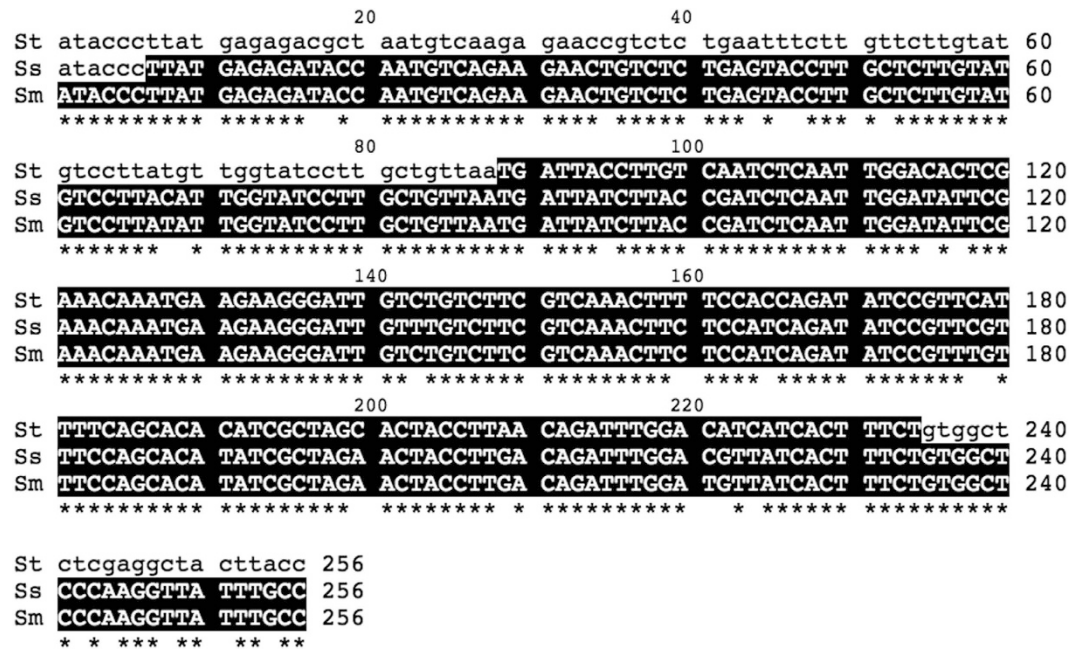 20 40
St ataccctttat gagagacgct aatgtcaaga gaaccgtctc tgaatttctt gttcttgtat 60
Ss ataccCTTAT GAGAGATACC AATGTCAGAA GAACTGTCTC TGAGTACCTT GCTCTTGTAT 60
Sm ATACCCTTAT GAGAGATACC AATGTCAGAA GAACTGTCTC TGAGTACCTT GCTCTTGTAT 60
********** ****** * ********** **** ***** *** * *** * ********
80 100
St gtccttatgt tggtatcctt gctgttaaTG ATTACCTTGT CAATCTCAAT TGGACACTCG 120
Ss GTCCTTACAT TGGTATCCTT GCTGTTAATG ATTATCTTAC CGATCTCAAT TGGATATTCG 120
Sm GTCCTTATAT TGGTATCCTT GCTGTTAATG ATTATCTTAC CGATCTCAAT TGGATATTCG 120
******* * ********** ********** **** *** * ******** **** * ***
140 160
St AAACAAATGA AGAAGGGATT GTCTGTCTTC GTCAAACTTT TCCACCAGAT ATCCGTTCAT 180
Ss AAACAAATGA AGAAGGGATT GTTTGTCTTC GTCAAACTTC TCCATCAGAT ATCCGTTCGT 180
Sm AAACAAATGA AGAAGGGATT GTCTGTCTTC GTCAAACTTC TCCATCAGAT ATCCGTTTGT 180
********** ********** ** ******* ********* **** ***** ******* *
200 220
St TTTCAGCACA CATCGCTAGC ACTACCTTAA CAGATTTGGA CATCATCACT TTCTgtggct 240
Ss TTCCAGCACA TATCGCTAGA ACTACCTTGA CAGATTTGGA CGTTATCACT TTCTGTGGCT 240
Sm TTCCAGCACA TATCGCTAGA ACTACCTTGA CAGATTTGGA TGTTATCACT TTCTGTGGCT 240
********** ********* ******** * ********** * ****** **********
St ctcgaggcta cttacc 256
Ss CCCAAGGTTA TTTGCC 256
Sm CCCAAGGTTA TTTGCC 256
* * *** ** ** **